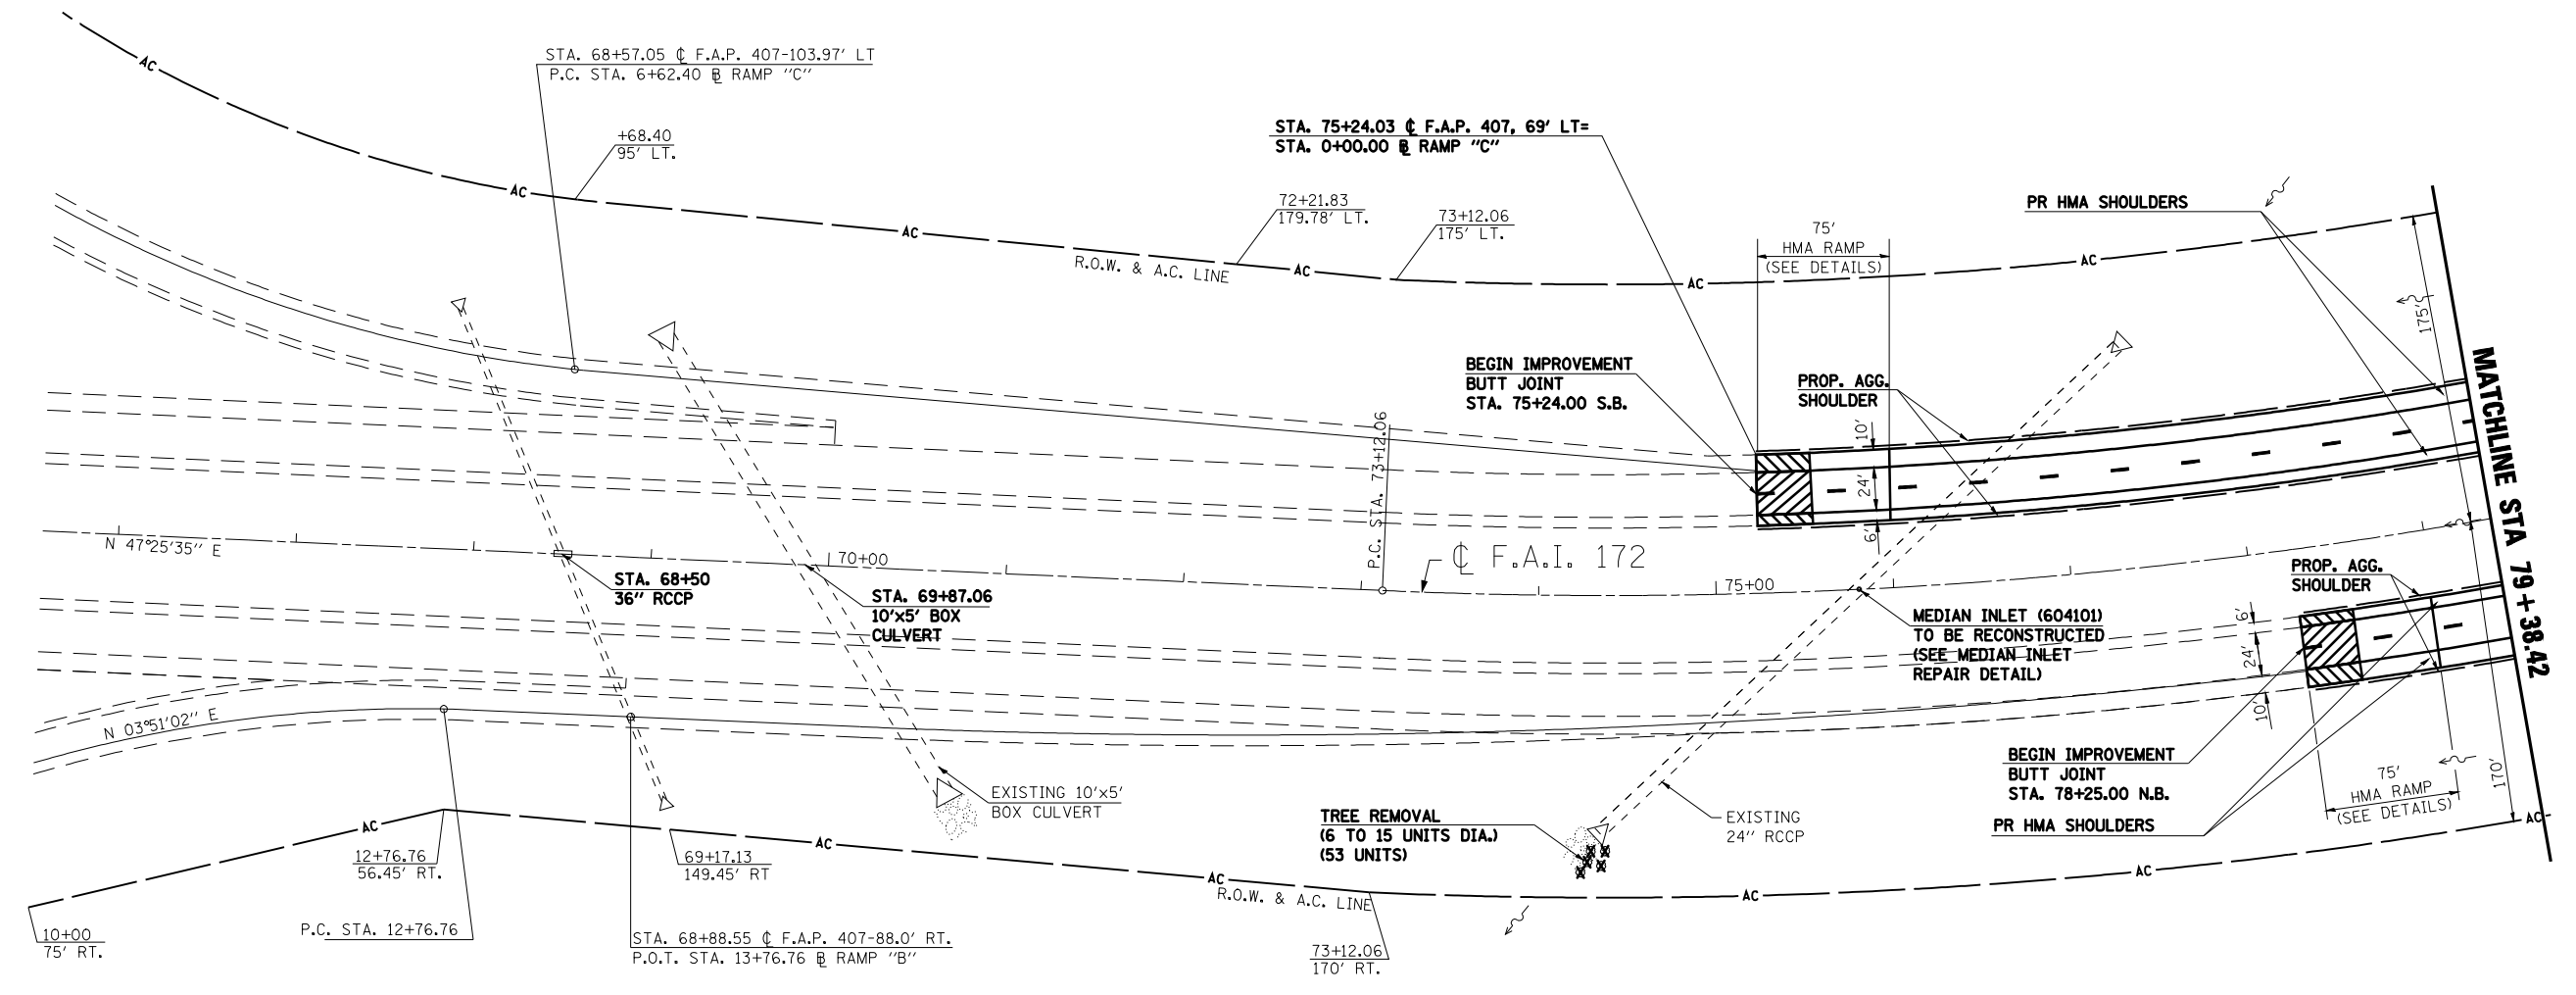 STA. 68+57.05 ℄ F.A.P. 407-103.97' LT
P.C. STA. 6+62.40 B̲L RAMP "C"
AC
+68.40
95' LT.
AC
STA. 75+24.03 ℄ F.A.P. 407, 69' LT=
STA. 0+00.00 B̲L RAMP "C"
72+21.83
179.78' LT.
73+12.06
175' LT.
PR HMA SHOULDERS
AC
R.O.W. & A.C. LINE
AC
75'
HMA RAMP
(SEE DETAILS)
AC
AC
175'
BEGIN IMPROVEMENT
BUTT JOINT
STA. 75+24.00 S.B.
PROP. AGG.
SHOULDER
10'
24'
6'
P.C. STA. 73+12.06
MATCHLINE STA 79+38.42
N 47°25'35" E
STA. 68+50
36" RCCP
70+00
STA. 69+87.06
10'x5' BOX
CULVERT
℄ F.A.I. 172
75+00
MEDIAN INLET (604101)
TO BE RECONSTRUCTED
(SEE MEDIAN INLET
REPAIR DETAIL)
PROP. AGG.
SHOULDER
6'
24'
10'
N 03°51'02" E
EXISTING 10'x5'
BOX CULVERT
TREE REMOVAL
(6 TO 15 UNITS DIA.)
(53 UNITS)
EXISTING
24" RCCP
BEGIN IMPROVEMENT
BUTT JOINT
STA. 78+25.00 N.B.
PR HMA SHOULDERS
75'
HMA RAMP
(SEE DETAILS)
170'
AC
AC
12+76.76
56.45' RT.
69+17.13
149.45' RT
AC
AC
R.O.W. & A.C. LINE
AC
AC
10+00
75' RT.
P.C. STA. 12+76.76
STA. 68+88.55 ℄ F.A.P. 407-88.0' RT.
P.O.T. STA. 13+76.76 B̲L RAMP "B"
73+12.06
170' RT.